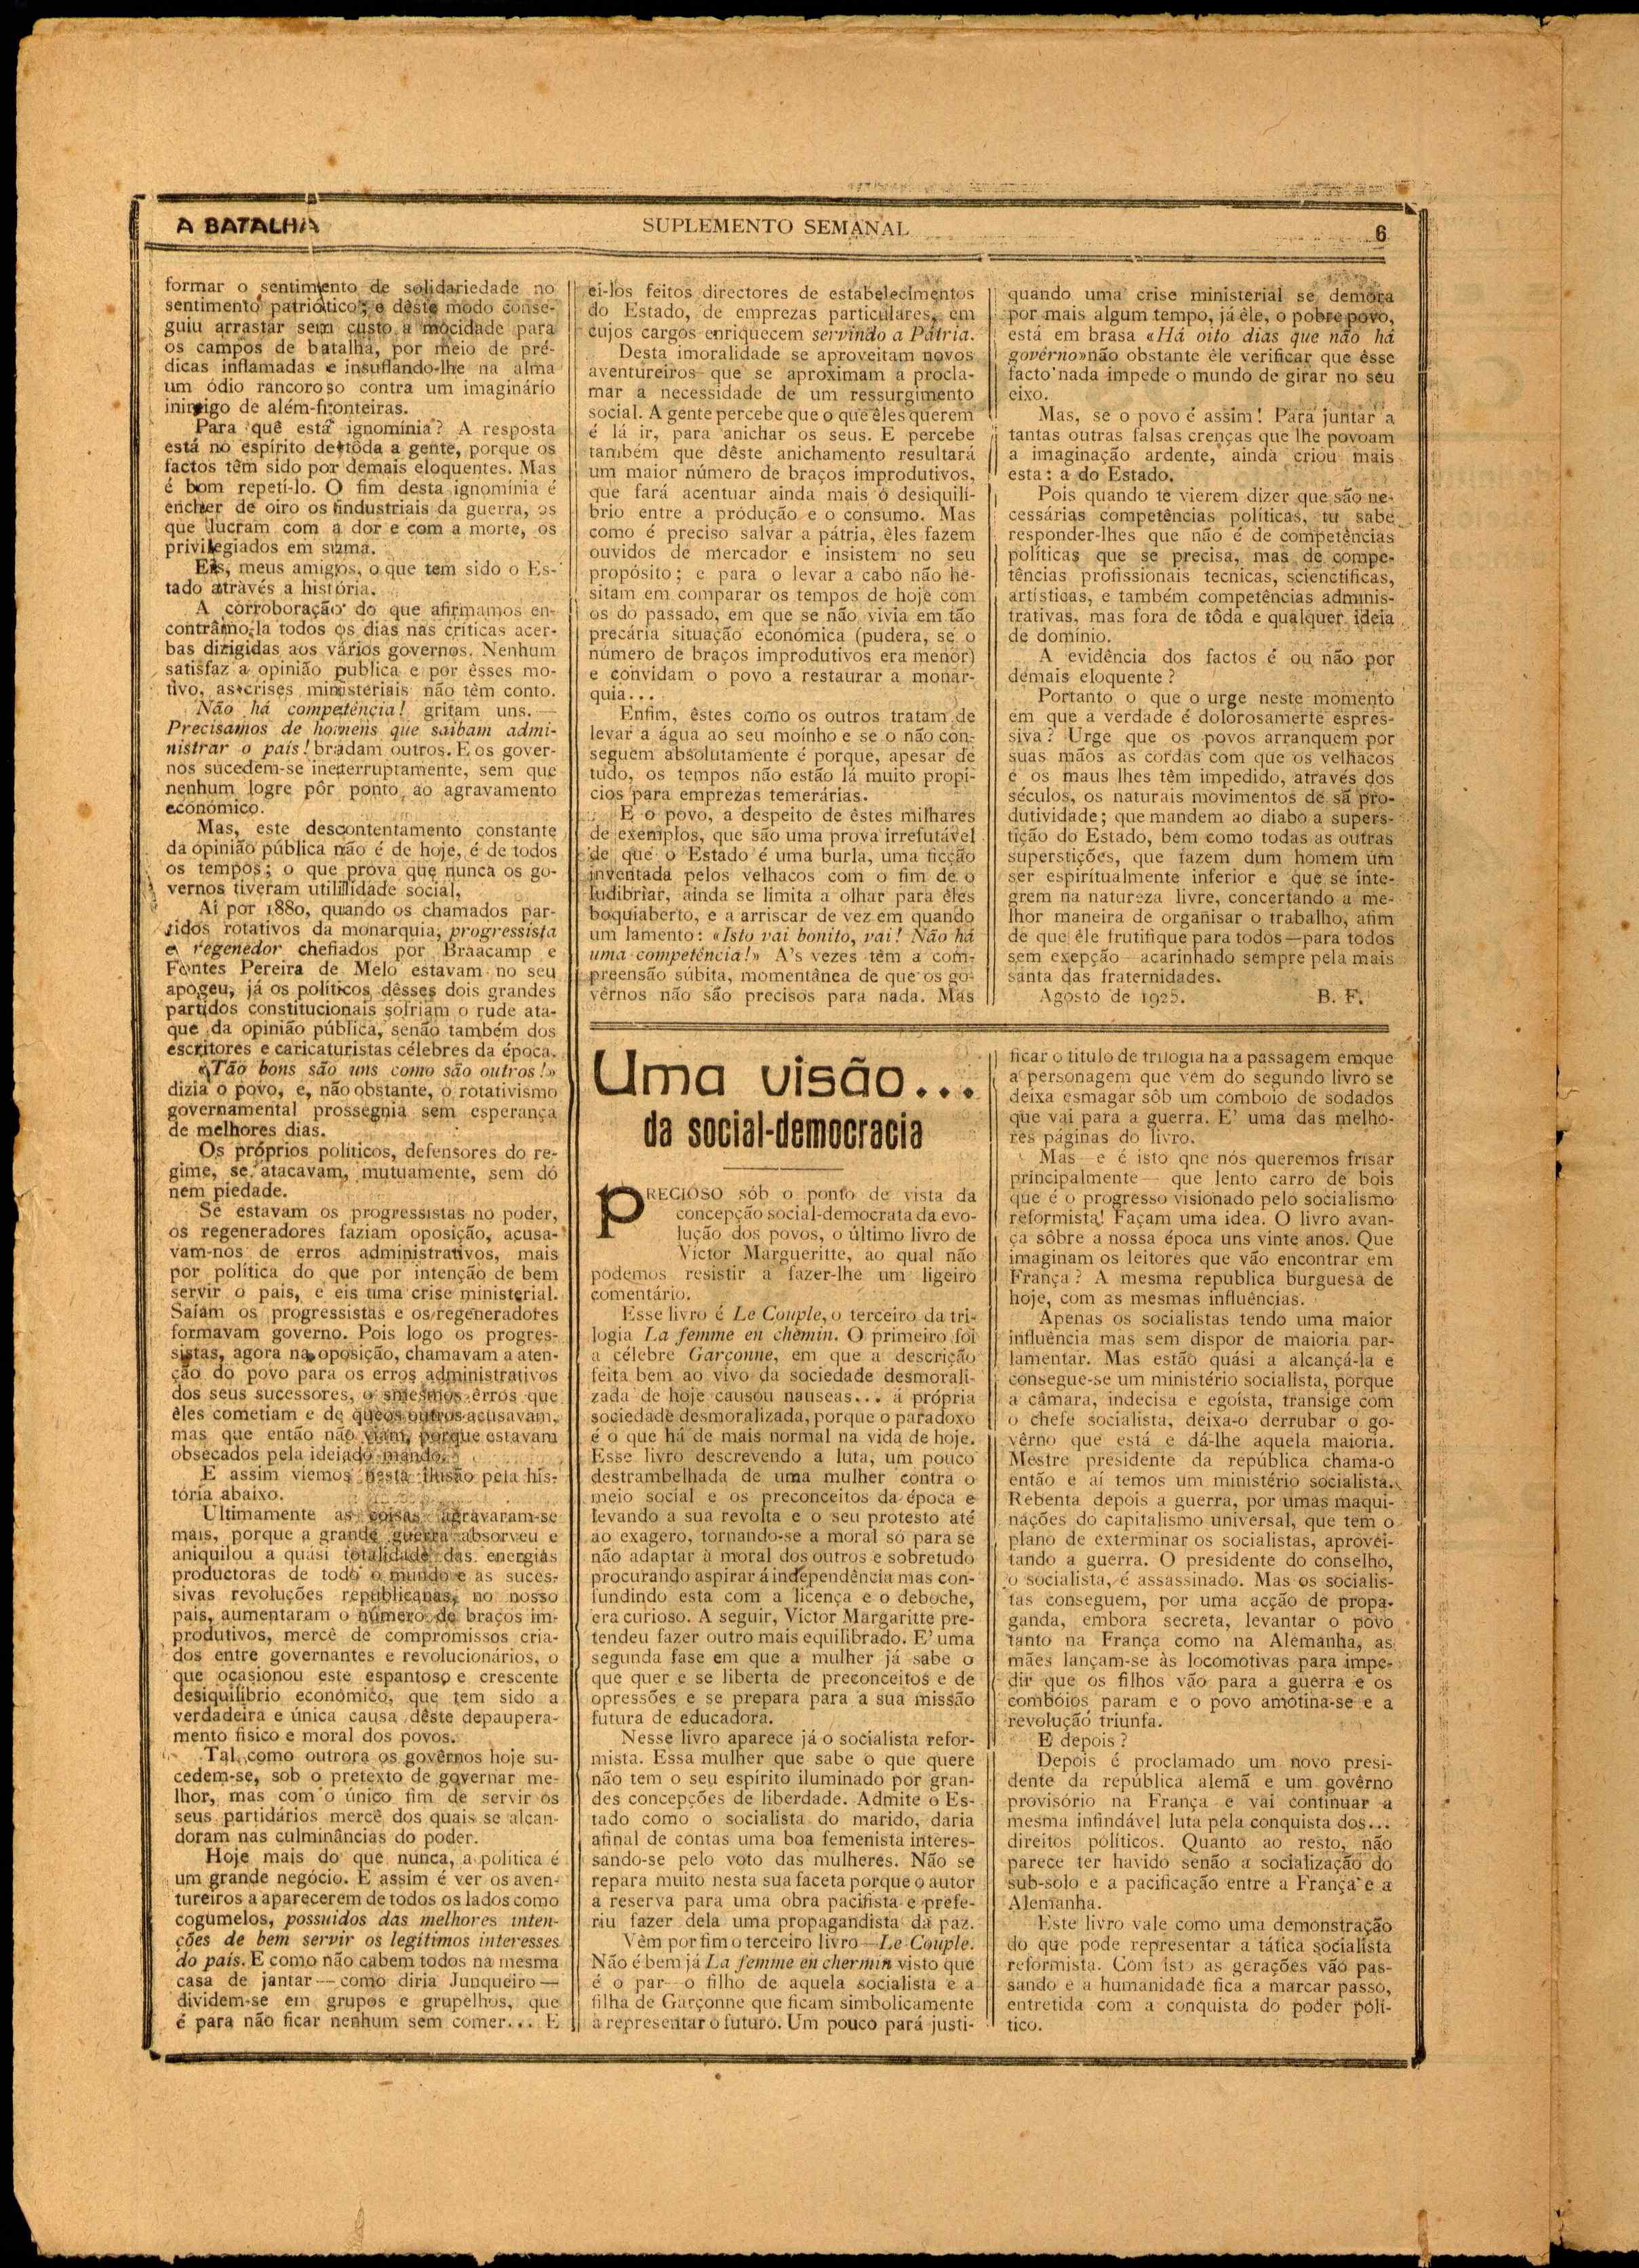 A BATALHA
SUPLEMENTO SEMANAL
6
formar o sentimento de solidariedade no
sentimento patriótico; e dêste modo conse-
guiu arrastar sem custo a mocidade para
os campos de batalha, por meio de pré-
dicas inflamadas e insuflando-lhe na alma
um ódio rancoroso contra um imaginário
inimigo de além-fronteiras.
Para quê está ignomínia? A resposta
está no espírito de tôda a gente, porque os
factos têm sido por demais eloquentes. Mas
é bom repetí-lo. O fim desta ignomínia é
encher de oiro os industriais da guerra, os
que lucram com a dor e com a morte, os
privilegiados em suma.
Eis, meus amigos, o que tem sido o Es-
tado através a história.
A corroboração do que afirmamos en-
contrâmo-la todos os dias nas críticas acer-
bas dirigidas aos vários governos. Nenhum
satisfaz a opinião publica e por êsses mo-
tivo, as crises ministeriais não têm conto.
Não há competência! gritam uns. —
Precisamos de homens que saibam admi-
nistrar o país! bradam outros. E os gover-
nos sucedem-se ininterruptamente, sem que
nenhum logre pôr ponto ao agravamento
económico.
Mas, este descontentamento constante
da opinião pública não é de hoje, é de todos
os tempos; o que prova que nunca os go-
vernos tiveram utilidade social,
Aí por 1880, quando os chamados par-
tidos rotativos da monarquia, progressista
e regenedor chefiados por Braacamp e
Fontes Pereira de Melo estavam no seu
apogeu, já os políticos dêsses dois grandes
partidos constitucionais sofriam o rude ata-
que da opinião pública, senão também dos
escritores e caricaturistas célebres da época.
«Tão bons são uns como são outros!»
dizia o povo, e, não obstante, o rotativismo
governamental prossegnia sem esperança
de melhores dias.
Os próprios políticos, defensores do re-
gime, se atacavam, mutuamente, sem dó
nem piedade.
Se estavam os progressistas no poder,
os regeneradores faziam oposição, acusa-
vam-nos de erros administrativos, mais
por política do que por intenção de bem
servir o país, e eis uma crise ministerial.
Saíam os progressistas e os regeneradores
formavam governo. Pois logo os progres-
sistas, agora na oposição, chamavam a aten-
ção do povo para os erros administrativos
dos seus sucessores, o smesmos êrros que
êles cometiam e de queos outros acusavam,
mas que então não viam, porque estavam
obsecados pela ideiado mando.
E assim viemos nesta ilusão pela his-
tória abaixo.
Ultimamente as coisas agravaram-se
mais, porque a grande guerra absorveu e
aniquilou a quási totalidade das energias
productoras de todo o mundo e as suces-
sivas revoluções republicanas, no nosso
país, aumentaram o número de braços im-
produtivos, mercê de compromissos cria-
dos entre governantes e revolucionários, o
que ocasionou este espantoso e crescente
desiquilíbrio económico, que tem sido a
verdadeira e única causa dêste depaupera-
mento fisico e moral dos povos.
Tal como outrora os govêrnos hoje su-
cedem-se, sob o pretexto de governar me-
lhor, mas com o único fim de servir os
seus partidários mercê dos quais se alcan-
doram nas culminâncias do poder.
Hoje mais do que nunca, a politica é
um grande negócio. E assim é ver os aven-
tureiros a aparecerem de todos os lados como
cogumelos, possuidos das melhores inten-
ções de bem servir os legítimos interesses
do país. E como não cabem todos na mesma
casa de jantar — como diria Junqueiro —
dividem-se em grupos e grupelhos, que
é para não ficar nenhum sem comer... E
ei-los feitos directores de estabelecimentos
do Estado, de emprezas particulares, em
cujos cargos enriquecem servindo a Pátria.
Desta imoralidade se aproveitam novos
aventureiros que se aproximam a procla-
mar a necessidade de um ressurgimento
social. A gente percebe que o que êles querem
é lá ir, para anichar os seus. E percebe
também que dêste anichamento resultará
um maior número de braços improdutivos,
que fará acentuar ainda mais o desiquilí-
brio entre a pródução e o consumo. Mas
como é preciso salvar a pátria, êles fazem
ouvidos de mercador e insistem no seu
propósito; e para o levar a cabo não he-
sitam em comparar os tempos de hoje com
os do passado, em que se não vivia em tão
precária situação económica (pudera, se o
número de braços improdutivos era menor)
e convidam o povo a restaurar a monar-
quia...
Enfim, êstes como os outros tratam de
levar a água ao seu moínho e se o não con-
seguem absolutamente é porque, apesar de
tudo, os tempos não estão lá muito propí-
cios para emprezas temerárias.
E o povo, a despeito de êstes milhares
de exemplos, que são uma prova irrefutável
de que o Estado é uma burla, uma ficção
inventada pelos velhacos com o fim de o
ludibriar, ainda se limita a olhar para êles
boquiaberto, e a arriscar de vez em quando
um lamento: «Isto vai bonito, vai! Não há
uma competência!» A's vezes têm a com-
preensão súbita, momentânea de que os go-
vêrnos não são precisos para nada. Mas
quando uma crise ministerial se demora
por mais algum tempo, já êle, o pobre povo,
está em brasa «Há oito dias que não há
govêrno» não obstante êle verificar que êsse
facto nada impede o mundo de girar no seu
eixo.
Mas, se o povo é assim! Para juntar a
tantas outras falsas crenças que lhe povoam
a imaginação ardente, ainda criou mais
esta: a do Estado.
Pois quando te vierem dizer que são ne-
cessárias competências políticas, tu sabe
responder-lhes que não é de competências
políticas que se precisa, mas de compe-
tências profissionais tecnicas, scienctificas,
artísticas, e também competências adminis-
trativas, mas fora de tôda e qualquer ideia
de domínio.
A evidência dos factos é ou não por
demais eloquente?
Portanto o que o urge neste momento
em que a verdade é dolorosamerte espres-
siva? Urge que os povos arranquem por
suas mãos as cordas com que os velhacos
e os maus lhes têm impedido, através dos
séculos, os naturais movimentos de sã pro-
dutividade; que mandem ao diabo a supers-
tição do Estado, bem como todas as outras
superstições, que fazem dum homem um
ser espiritualmente inferior e que se inte-
grem na natureza livre, concertando a me-
lhor maneira de organisar o trabalho, afim
de que êle frutifique para todos—para todos
sem exepção — acarinhado sempre pela mais
santa das fraternidades.
Agosto de 1925. B. F.
Uma visão...
da social-democracia
PRECIOSO sôb o ponto de vista da
concepção social-democrata da evo-
lução dos povos, o último livro de
Victor Margueritte, ao qual não
podemos resistir a fazer-lhe um ligeiro
comentário.
Esse livro é Le Couple, o terceiro da tri-
logia La femme en chemin. O primeiro foi
a célebre Garçonne, em que a descrição
feita bem ao vivo da sociedade desmorali-
zada de hoje causou nauseas... á própria
sociedade desmoralizada, porque o paradoxo
é o que há de mais normal na vida de hoje.
Esse livro descrevendo a luta, um pouco
destrambelhada de uma mulher contra o
meio social e os preconceitos da época e
levando a sua revolta e o seu protesto até
ao exagero, tornando-se a moral só para se
não adaptar à moral dos outros e sobretudo
procurando aspirar á independência mas con-
fundindo esta com a licença e o deboche,
era curioso. A seguir, Victor Margaritte pre-
tendeu fazer outro mais equilibrado. E' uma
segunda fase em que a mulher já sabe o
que quer e se liberta de preconceitos e de
opressões e se prepara para a sua missão
futura de educadora.
Nesse livro aparece já o socialista refor-
mista. Essa mulher que sabe o que quere
não tem o seu espírito iluminado por gran-
des concepções de liberdade. Admite o Es-
tado como o socialista do marido, daria
afinal de contas uma boa femenista interes-
sando-se pelo voto das mulheres. Não se
repara muito nesta sua faceta porque o autor
a reserva para uma obra pacifista e prefe-
riu fazer dela uma propagandista da paz.
Vêm por fim o terceiro livro — Le Couple.
Não é bem já La femme en chermin visto que
é o par — o filho de aquela socialista e a
filha de Garçonne que ficam simbolicamente
a representar o futuro. Um pouco pará justi-
ficar o título de trilogia ha a passagem emque
a personagem que vem do segundo livro se
deixa esmagar sôb um comboio de sodados
que vai para a guerra. E' uma das melho-
res páginas do livro.
Mas — e é isto qne nós queremos frisar
principalmente — que lento carro de bois
que é o progresso visionado pelo socialismo
reformista! Façam uma idea. O livro avan-
ça sôbre a nossa época uns vinte anos. Que
imaginam os leitores que vão encontrar em
França? A mesma republica burguesa de
hoje, com as mesmas influências.
Apenas os socialistas tendo uma maior
influência mas sem dispor de maioria par-
lamentar. Mas estão quási a alcançá-la e
consegue-se um ministério socialista, porque
a câmara, indecisa e egoísta, transige com
o chefe socialista, deixa-o derrubar o go-
vêrno que está e dá-lhe aquela maioria.
Mestre presidente da república chama-o
então e aí temos um ministério socialista.
Rebenta depois a guerra, por umas maqui-
nações do capitalismo universal, que tem o
plano de exterminar os socialistas, aprovei-
tando a guerra. O presidente do conselho,
o socialista, é assassinado. Mas os socialis-
tas conseguem, por uma acção de propa-
ganda, embora secreta, levantar o povo
tanto na França como na Alemanha, as
mães lançam-se às locomotivas para impe-
dir que os filhos vão para a guerra e os
combóios param e o povo amotina-se e a
revolução triunfa.
E depois?
Depois é proclamado um novo presi-
dente da república alemã e um govêrno
provisório na França e vai continuar a
mesma infindável luta pela conquista dos...
direitos políticos. Quanto ao resto, não
parece ter havido senão a socialização do
sub-solo e a pacificação entre a França e a
Alemanha.
Este livro vale como uma demonstração
do que pode representar a tática socialista
reformista. Com isto as gerações vão pas-
sando e a humanidade fica a marcar passo,
entretida com a conquista do poder polí-
tico.